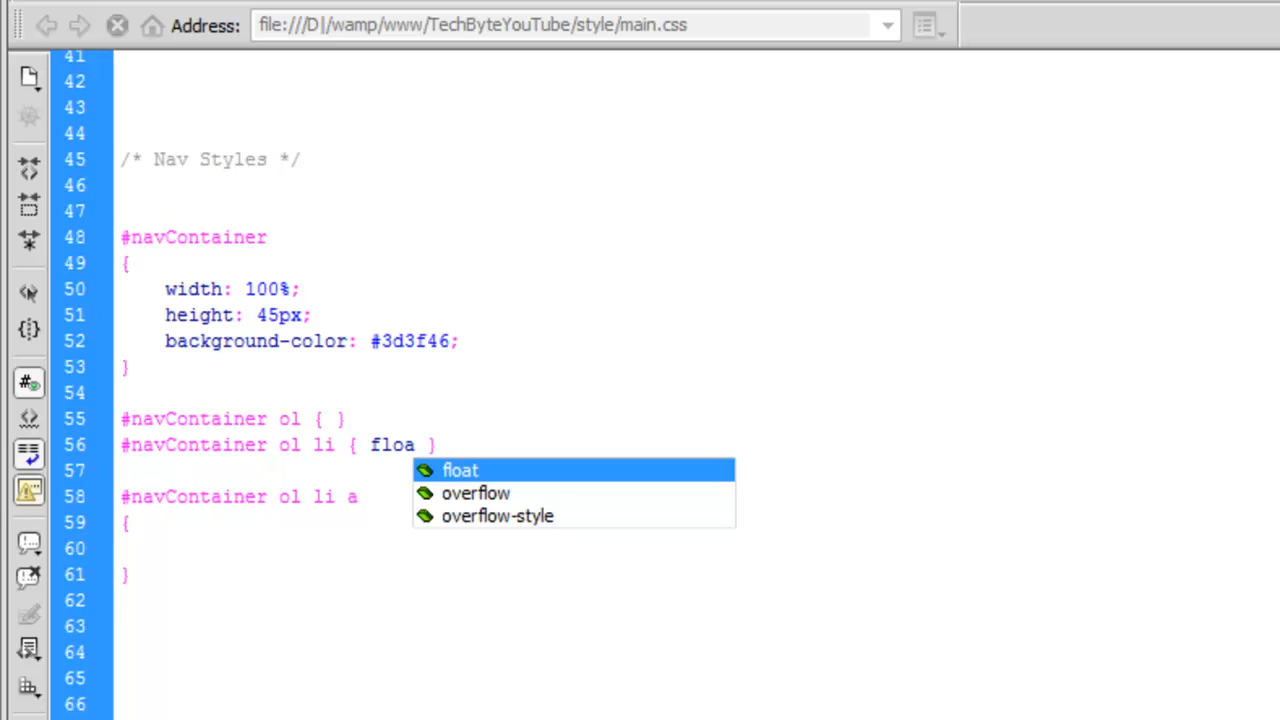 Address: file:///D|/wamp/www/TechByteYouTube/style/main.css
41
42
43
44
45 /* Nav Styles */
46
47
48 #navContainer
49 {
50 width: 100%;
51 height: 45px;
52 background-color: #3d3f46;
53 }
54
55 #navContainer ol { }
56 #navContainer ol li { floa }
57 float
58 #navContainer ol li a overflow
59 { overflow-style
60
61 }
62
63
64
65
66